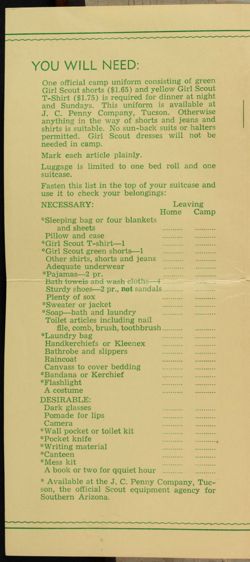 YOU WILL NEED:
One official camp uniform consisting of green
Girl Scout shorts ($1.65) and yellow Girl Scout
T-Shirt ($1.75) is required for dinner at night
and Sundays. This uniform is available at
J. C. Penny Company, Tucson. Otherwise
anything in the way of shorts and jeans and
shirts is suitable. No sun-back suits or halters
permitted. Girl Scout dresses will not be
needed in camp.
Mark each article plainly.
Luggage is limited to one bed roll and one
suitcase.
Fasten this list in the top of your suitcase and
use it to check your belongings:
NECESSARY: Leaving
Home Camp
*Sleeping bag or four blankets
and sheets
Pillow and case
*Girl Scout T-shirt—1
*Girl Scout green shorts—1
Other shirts, shorts and jeans
Adequate underwear
*Pajamas—2 pr.
Bath towels and wash cloths—4
Sturdy shoes—2 pr., not sandals
Plenty of sox
*Sweater or jacket
*Soap—bath and laundry
Toilet articles including nail
file, comb, brush, toothbrush
*Laundry bag
Handkerchiefs or Kleenex
Bathrobe and slippers
Raincoat
Canvass to cover bedding
*Bandana or Kerchief
*Flashlight
A costume
DESIRABLE:
Dark glasses
Pomade for lips
Camera
*Wall pocket or toilet kit
*Pocket knife
*Writing material
*Canteen
*Mess kit
A book or two for qquiet hour
* Available at the J. C. Penny Company, Tuc-
son, the official Scout equipment agency for
Southern Arizona.